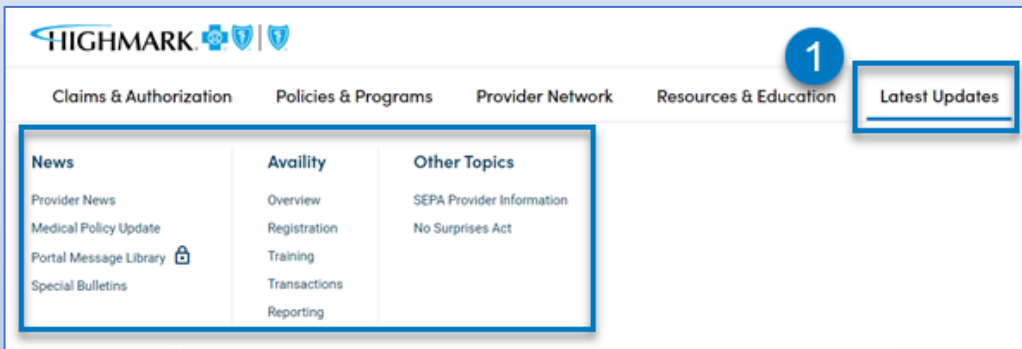 HIGHMARK.
1
Claims & Authorization Policies & Programs Provider Network Resources & Education Latest Updates
News Availity Other Topics
Provider News Overview SEPA Provider Information
Medical Policy Update Registration No Surprises Act
Portal Message Library Training
Special Bulletins Transactions
Reporting